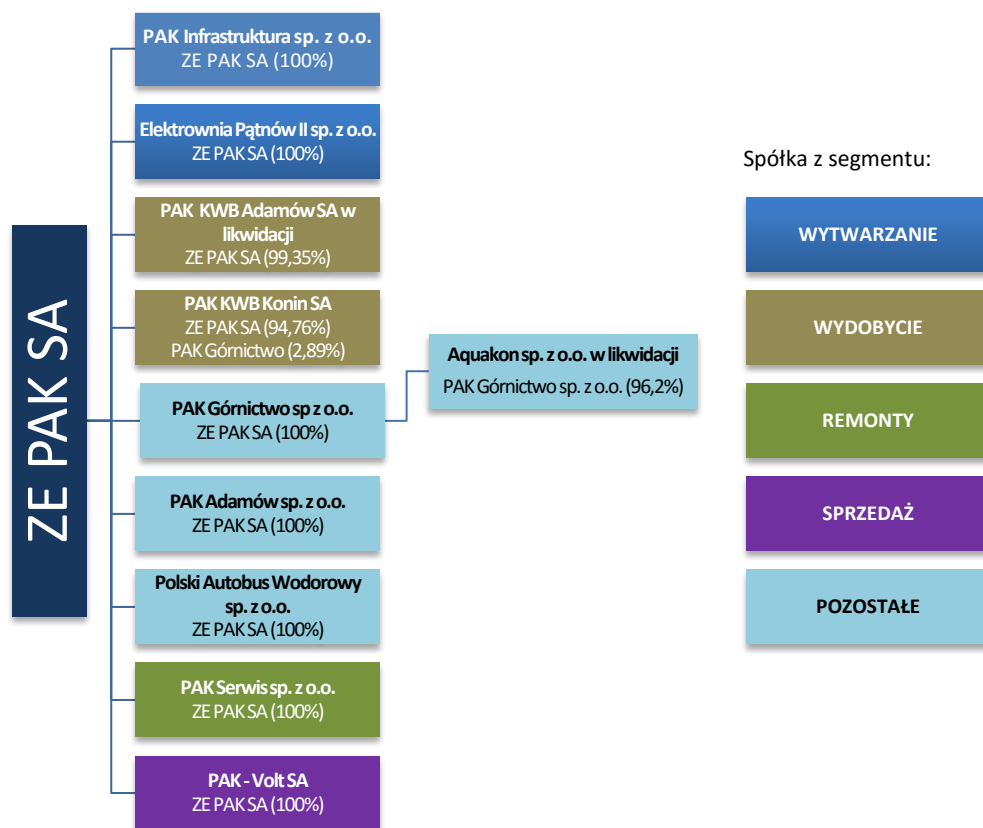 ZE PAK SA
PAK Infrastruktura sp. z o.o.
ZE PAK SA (100%)
Elektrownia Pątnów II sp. z o.o.
ZE PAK SA (100%)
PAK KWB Adamów SA w
likwidacji
ZE PAK SA (99,35%)
PAK KWB Konin SA
ZE PAK SA (94,76%)
PAK Górnictwo (2,89%)
PAK Górnictwo sp z o.o.
ZE PAK SA (100%)
Aquakon sp. z o.o. w likwidacji
PAK Górnictwo sp. z o.o. (96,2%)
PAK Adamów sp. z o.o.
ZE PAK SA (100%)
Polski Autobus Wodorowy
sp. z o.o.
ZE PAK SA (100%)
PAK Serwis sp. z o.o.
ZE PAK SA (100%)
PAK - Volt SA
ZE PAK SA (100%)
Spółka z segmentu:
WYTWARZANIE
WYDOBYCIE
REMONTY
SPRZEDAŻ
POZOSTAŁE